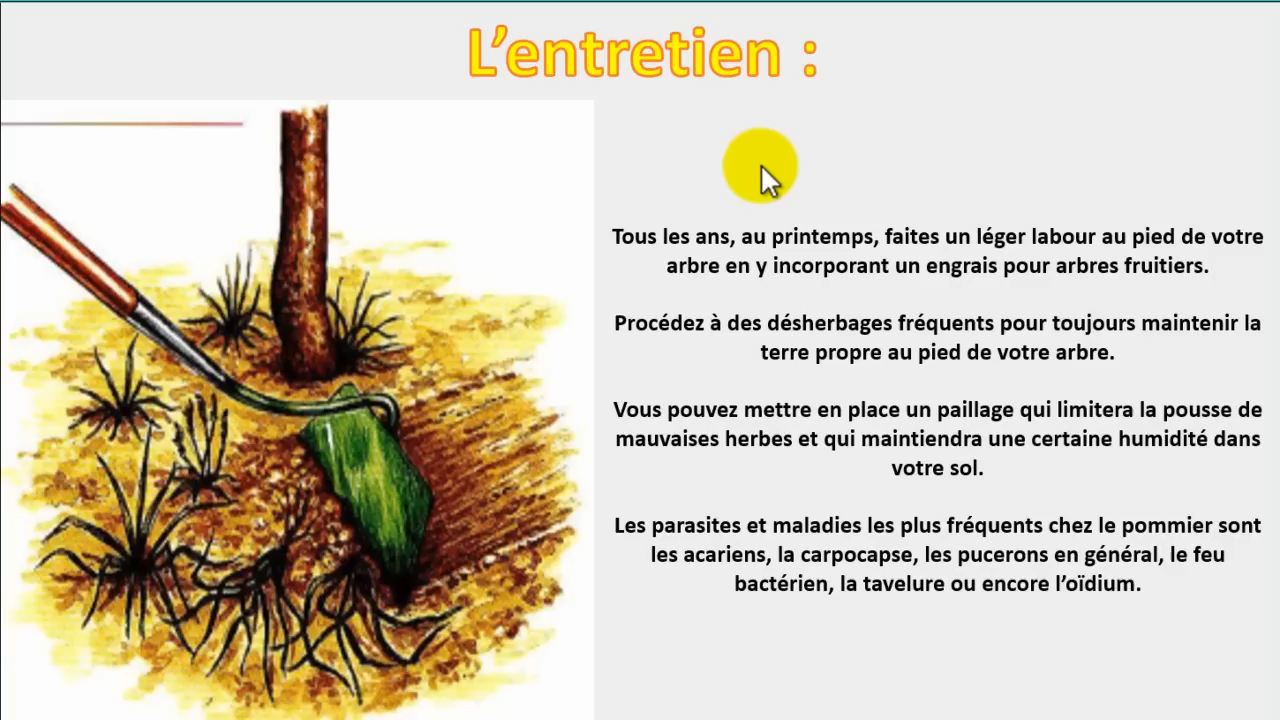 L'entretien :
Tous les ans, au printemps, faites un léger labour au pied de votre
arbre en y incorporant un engrais pour arbres fruitiers.
Procédez à des désherbages fréquents pour toujours maintenir la
terre propre au pied de votre arbre.
Vous pouvez mettre en place un paillage qui limitera la pousse de
mauvaises herbes et qui maintiendra une certaine humidité dans
votre sol.
Les parasites et maladies les plus fréquents chez le pommier sont
les acariens, la carpocapse, les pucerons en général, le feu
bactérien, la tavelure ou encore l'oïdium.